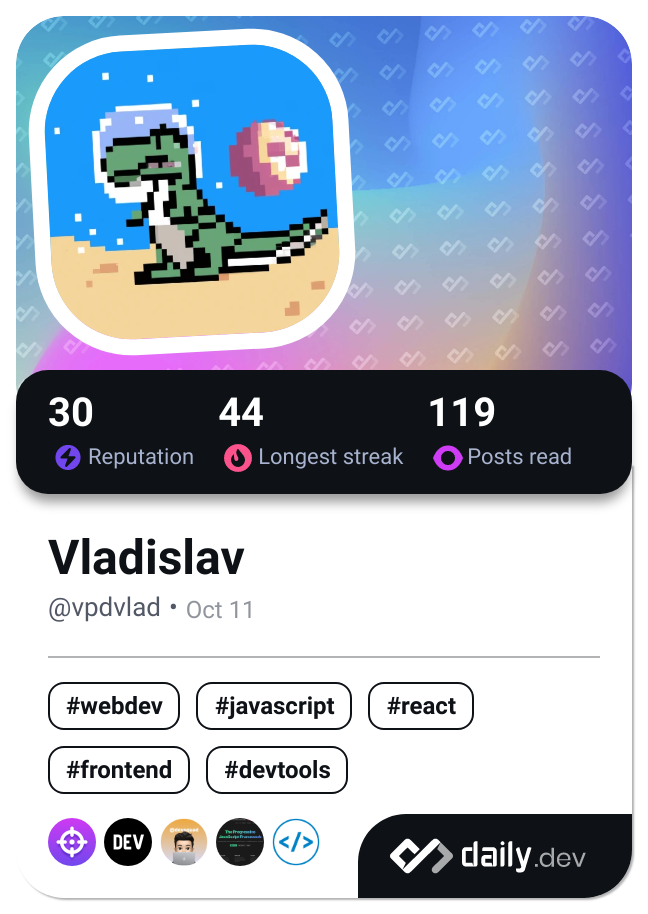 30 44 119
Reputation Longest streak Posts read
Vladislav
@vpdvlad • Oct 11
#webdev #javascript #react
#frontend #devtools
DEV </>
daily.dev